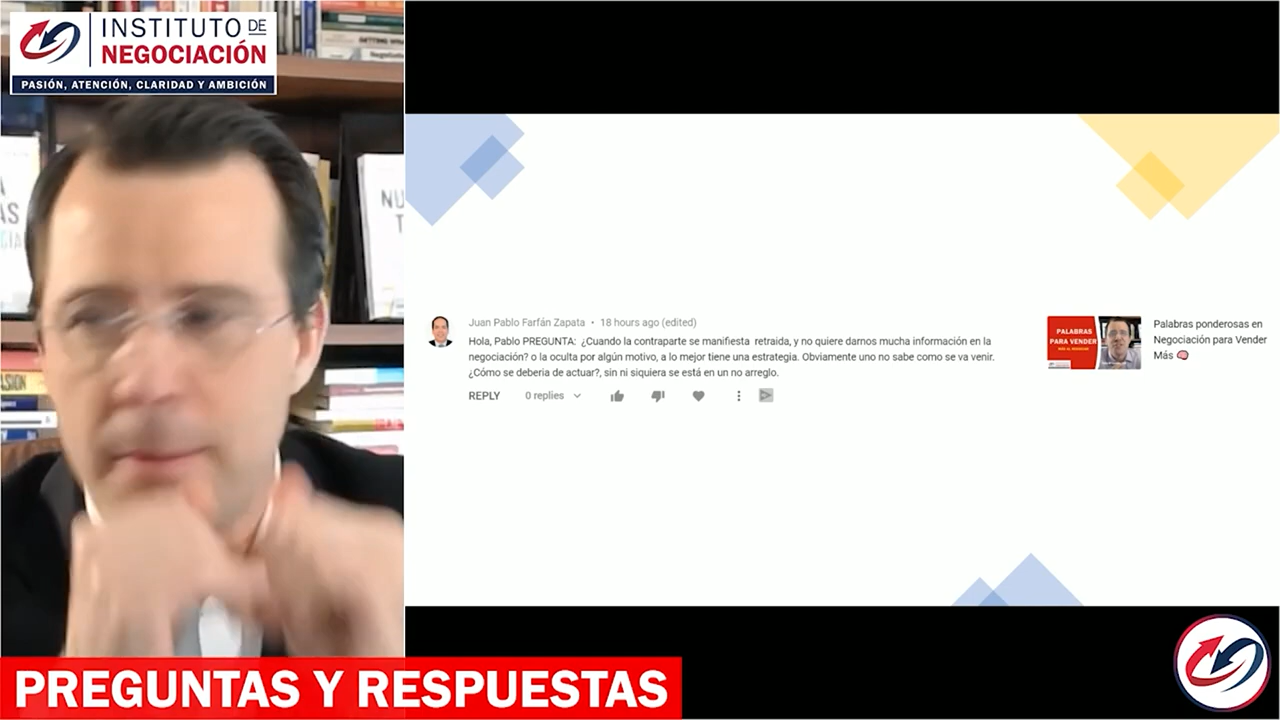 INSTITUTO DE
NEGOCIACIÓN
PASIÓN, ATENCIÓN, CLARIDAD Y AMBICIÓN
Juan Pablo Farfán Zapata • 18 hours ago (edited)
Hola, Pablo PREGUNTA: ¿Cuando la contraparte se manifiesta retraida, y no quiere darnos mucha información en la
negociación? o la oculta por algún motivo, a lo mejor tiene una estrategia. Obviamente uno no sabe como se va venir.
¿Cómo se deberia de actuar?, sin ni siquiera se está en un no arreglo.
REPLY 0 replies
PALABRAS
PARA VENDER
Palabras ponderosas en
Negociación para Vender
Más
PREGUNTAS Y RESPUESTAS